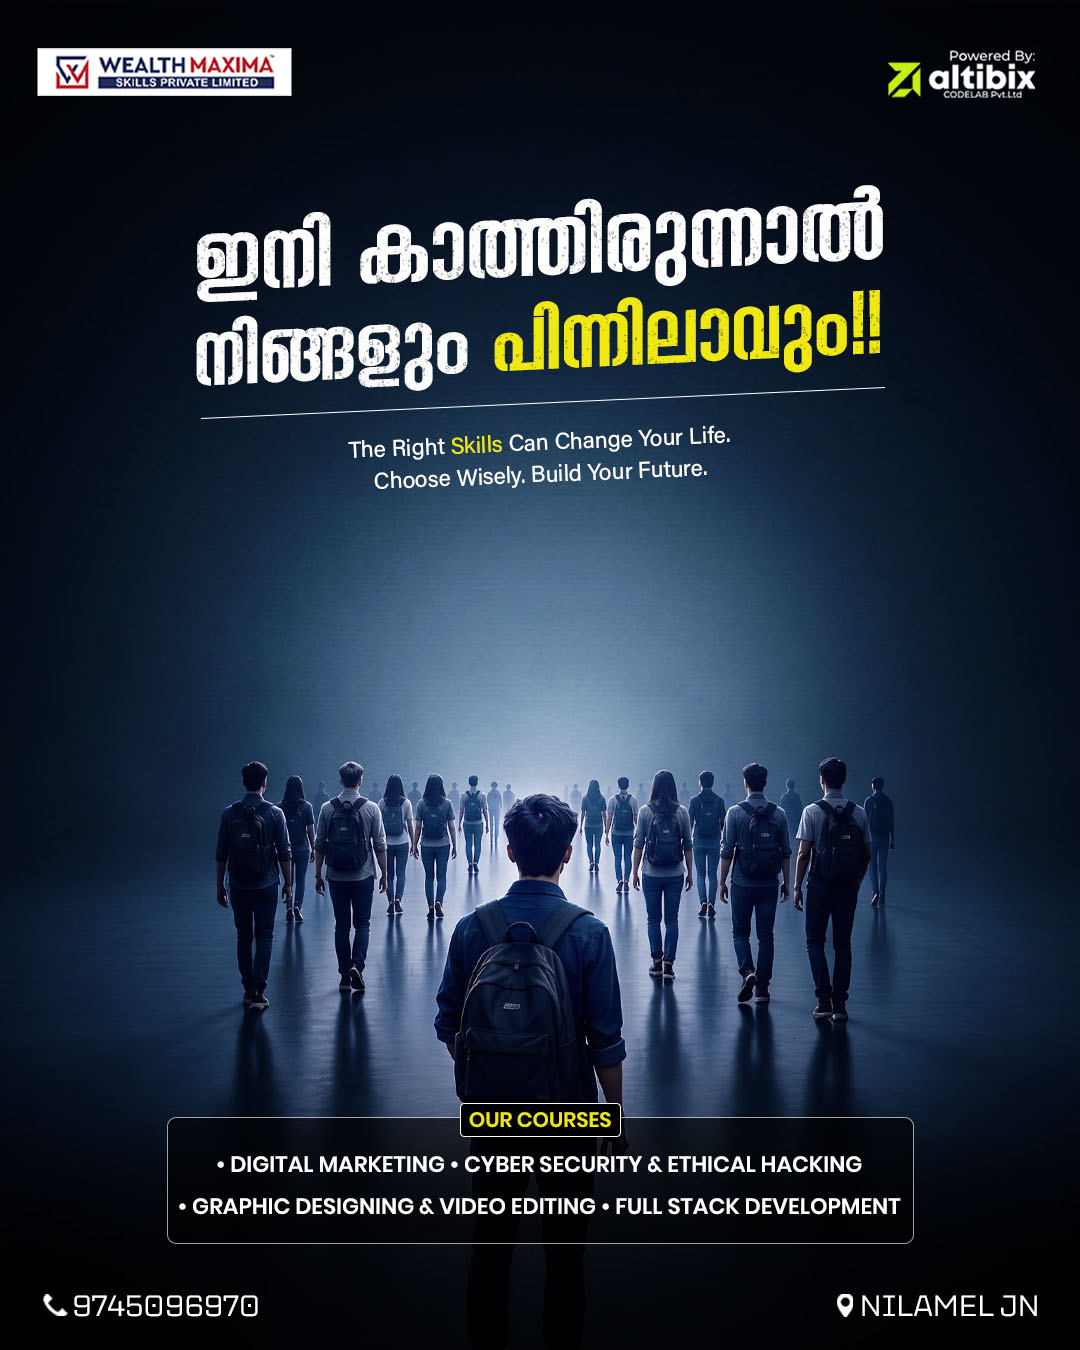 WEALTH MAXIMA™
SKILLS PRIVATE LIMITED
Powered By:
altibix
CODELAB Pvt.Ltd
ഇനി കാത്തിരുന്നാൽ
നിങ്ങളും പിന്നിലാവും!!
The Right Skills Can Change Your Life.
Choose Wisely. Build Your Future.
OUR COURSES
• DIGITAL MARKETING • CYBER SECURITY & ETHICAL HACKING
• GRAPHIC DESIGNING & VIDEO EDITING • FULL STACK DEVELOPMENT
9745096970
NILAMEL JN